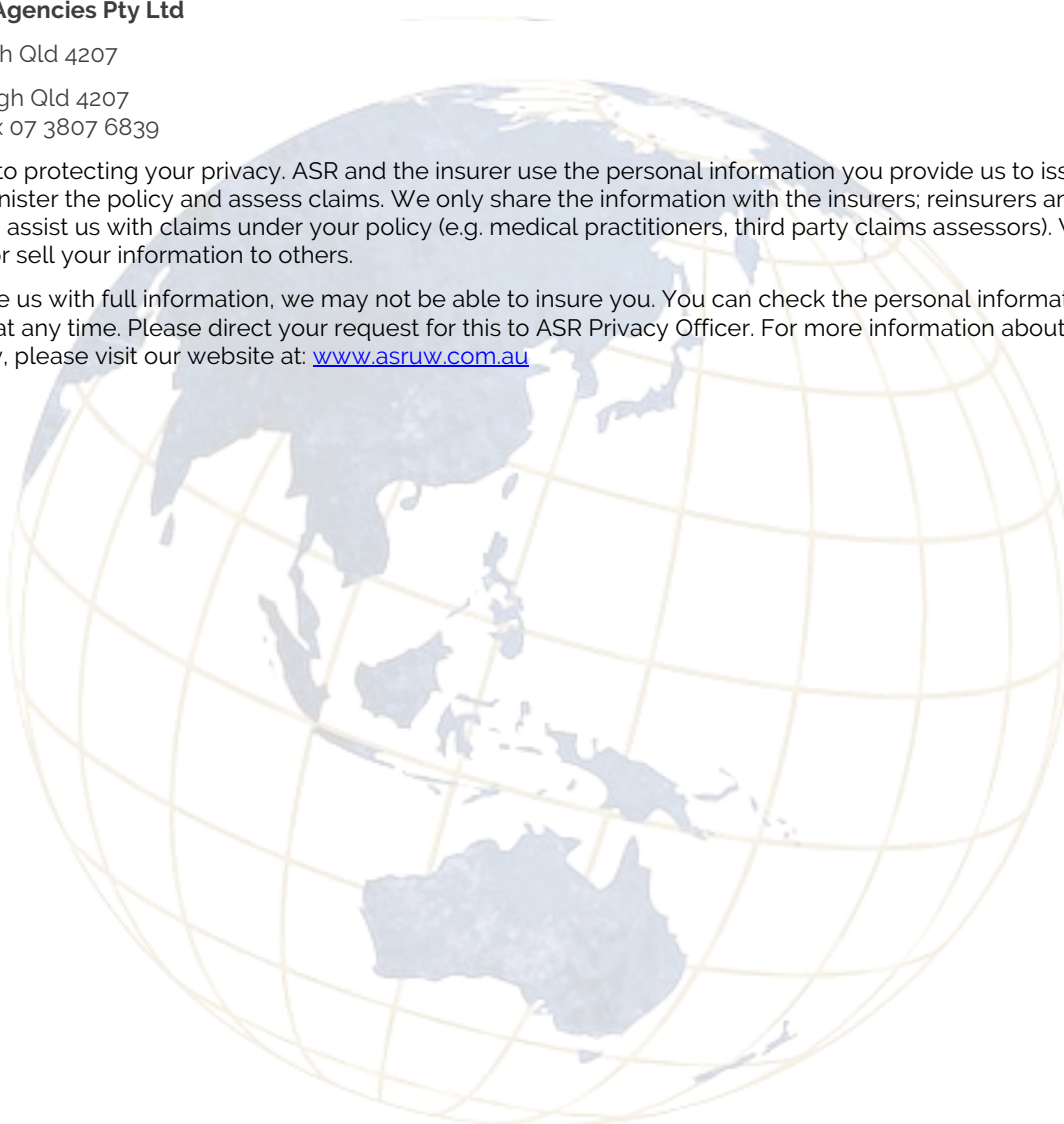 Agencies Pty Ltd
h Qld 4207
gh Qld 4207
07 3807 6839
to protecting your privacy. ASR and the insurer use the personal information you provide us to iss
nister the policy and assess claims. We only share the information with the insurers; reinsurers an
assist us with claims under your policy (e.g. medical practitioners, third party claims assessors).
or sell your information to others.
e us with full information, we may not be able to insure you. You can check the personal informat
at any time. Please direct your request for this to ASR Privacy Officer. For more information about
, please visit our website at: www.asruw.com.au